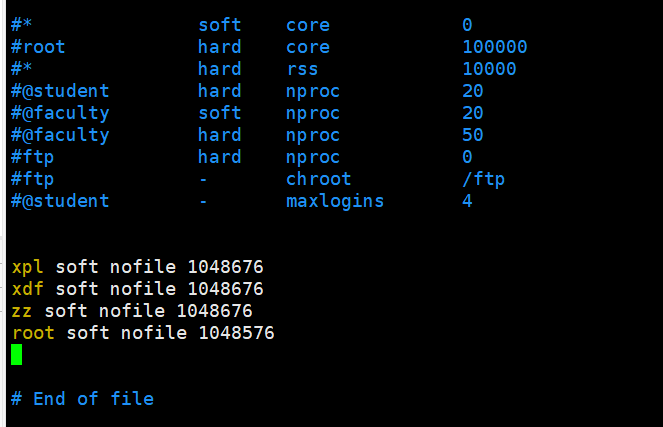 #* soft core 0
#root hard core 100000
#* hard rss 10000
#@student hard nproc 20
#@faculty soft nproc 20
#@faculty hard nproc 50
#ftp hard nproc 0
#ftp - chroot /ftp
#@student - maxlogins 4
xpl soft nofile 1048676
xdf soft nofile 1048676
zz soft nofile 1048676
root soft nofile 1048576
# End of file